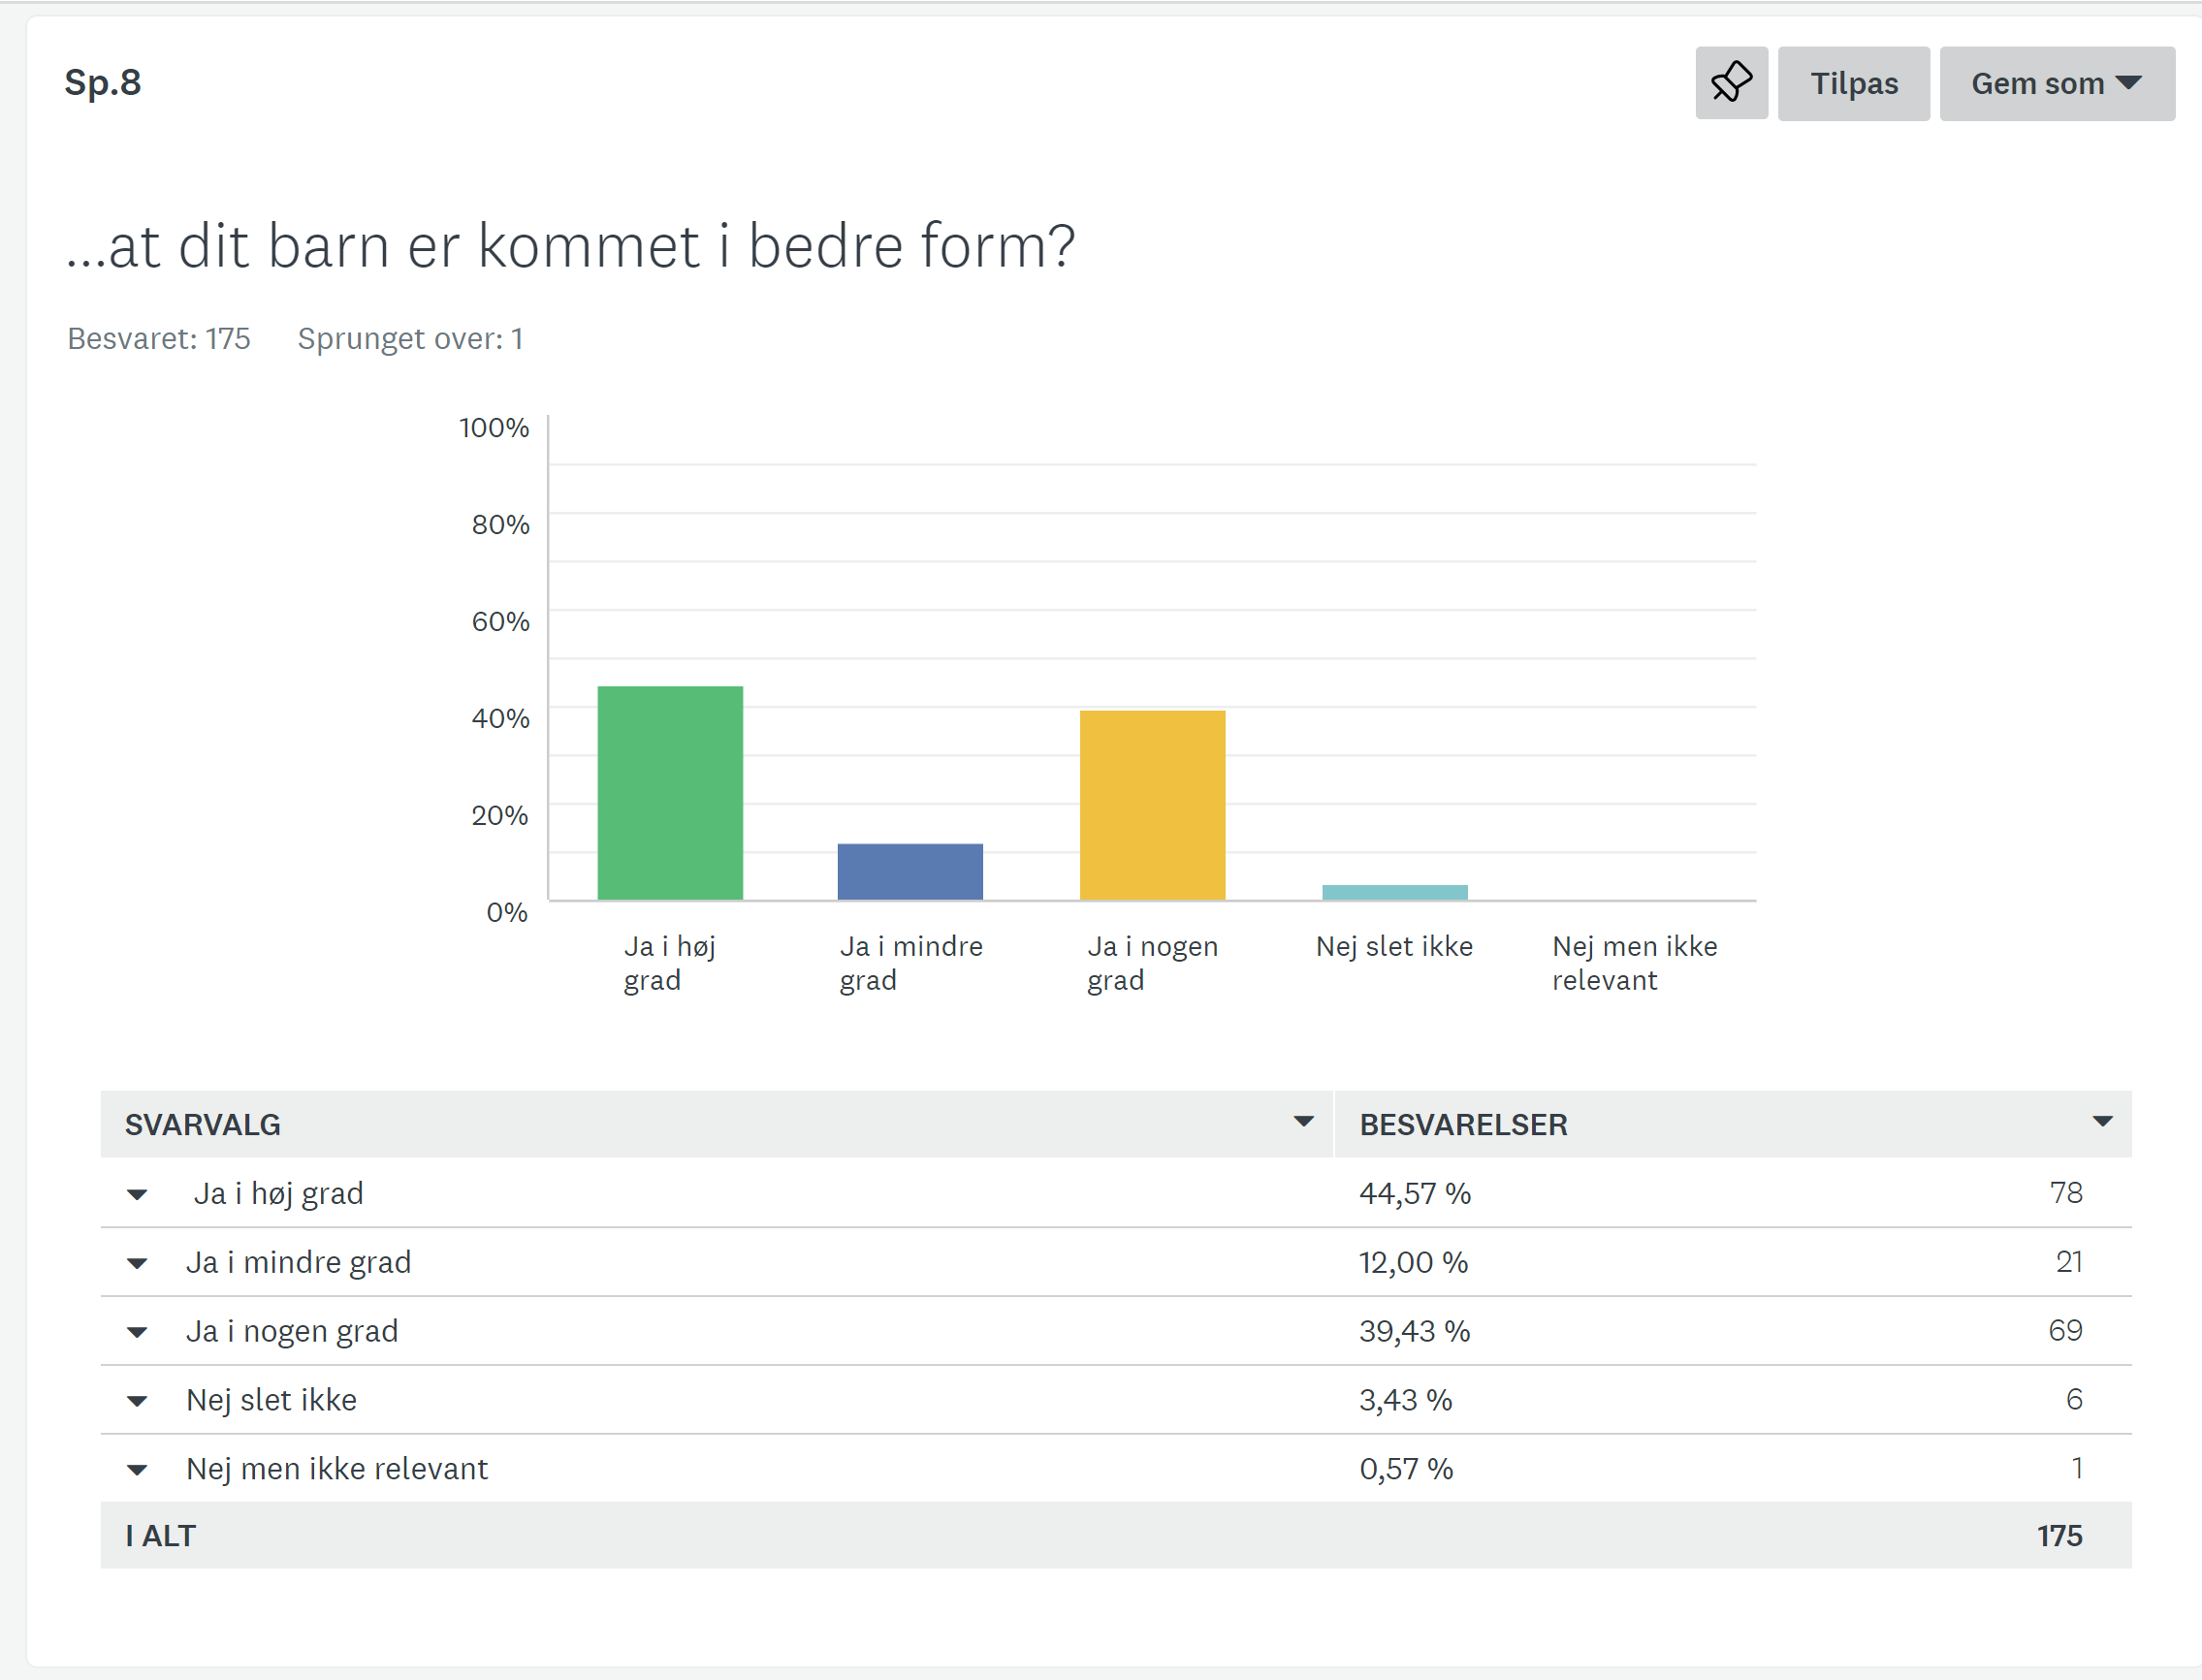 Sp.8
Tilpas
Gem som
...at dit barn er kommet i bedre form?
Besvaret: 175 Sprunget over: 1
100%
80%
60%
40%
20%
0%
Ja i høj
grad
Ja i mindre
grad
Ja i nogen
grad
Nej slet ikke
Nej men ikke
relevant
SVARVALG BESVARELSER
Ja i høj grad 44,57 % 78
Ja i mindre grad 12,00 % 21
Ja i nogen grad 39,43 % 69
Nej slet ikke 3,43 % 6
Nej men ikke relevant 0,57 % 1
I ALT 175